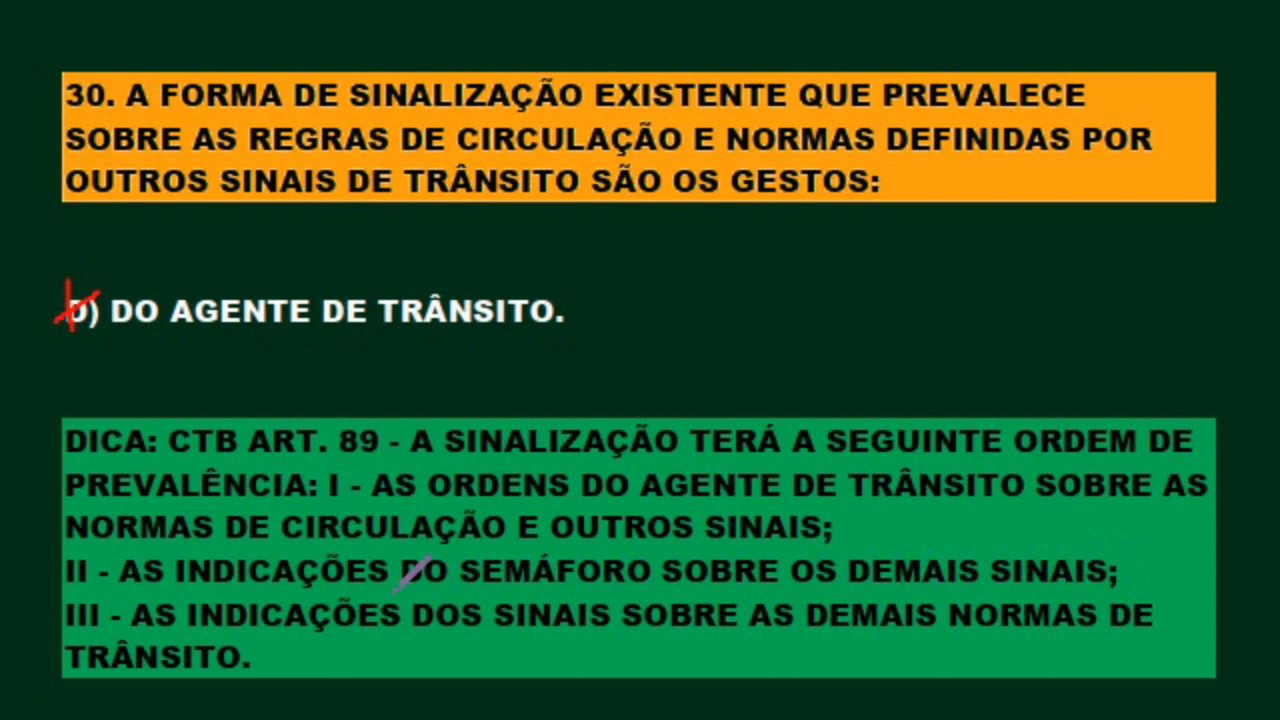 30. A FORMA DE SINALIZAÇÃO EXISTENTE QUE PREVALECE
SOBRE AS REGRAS DE CIRCULAÇÃO E NORMAS DEFINIDAS POR
OUTROS SINAIS DE TRÂNSITO SÃO OS GESTOS:
D) DO AGENTE DE TRÂNSITO.
DICA: CTB ART. 89 - A SINALIZAÇÃO TERÁ A SEGUINTE ORDEM DE
PREVALÊNCIA: I - AS ORDENS DO AGENTE DE TRÂNSITO SOBRE AS
NORMAS DE CIRCULAÇÃO E OUTROS SINAIS;
II - AS INDICAÇÕES DO SEMÁFORO SOBRE OS DEMAIS SINAIS;
III - AS INDICAÇÕES DOS SINAIS SOBRE AS DEMAIS NORMAS DE
TRÂNSITO.